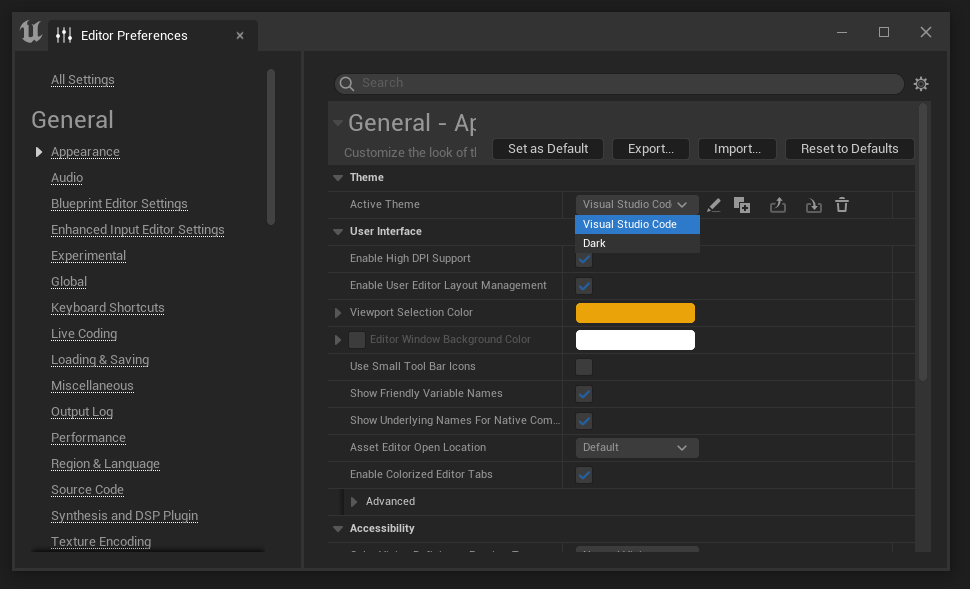 Editor Preferences
All Settings
General
Appearance
Audio
Blueprint Editor Settings
Enhanced Input Editor Settings
Experimental
Global
Keyboard Shortcuts
Live Coding
Loading & Saving
Miscellaneous
Output Log
Performance
Region & Language
Source Code
Synthesis and DSP Plugin
Texture Encoding
Search
General - Ap
Customize the look of t
Set as Default
Export...
Import...
Reset to Defaults
Theme
Active Theme
Visual Studio Cod
Visual Studio Code
Dark
User Interface
Enable High DPI Support
Enable User Editor Layout Management
Viewport Selection Color
Editor Window Background Color
Use Small Tool Bar Icons
Show Friendly Variable Names
Show Underlying Names For Native Com...
Asset Editor Open Location
Default
Enable Colorized Editor Tabs
Advanced
Accessibility